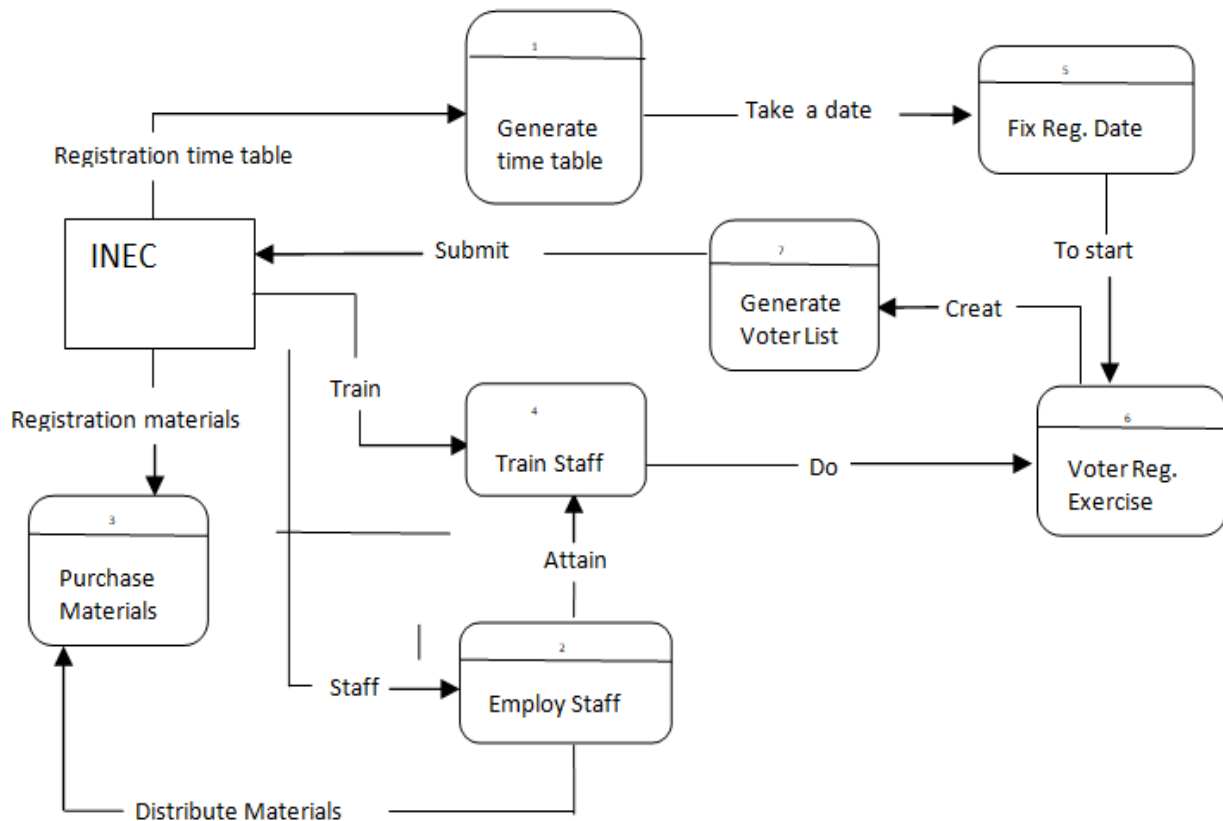 1
Generate
time table
Take a date
5
Fix Reg. Date
Registration time table
INEC
Submit
7
Generate
Voter List
To start
Creat
Train
4
Train Staff
Do
6
Voter Reg.
Exercise
Registration materials
3
Purchase
Materials
Attain
2
Employ Staff
Staff
Distribute Materials